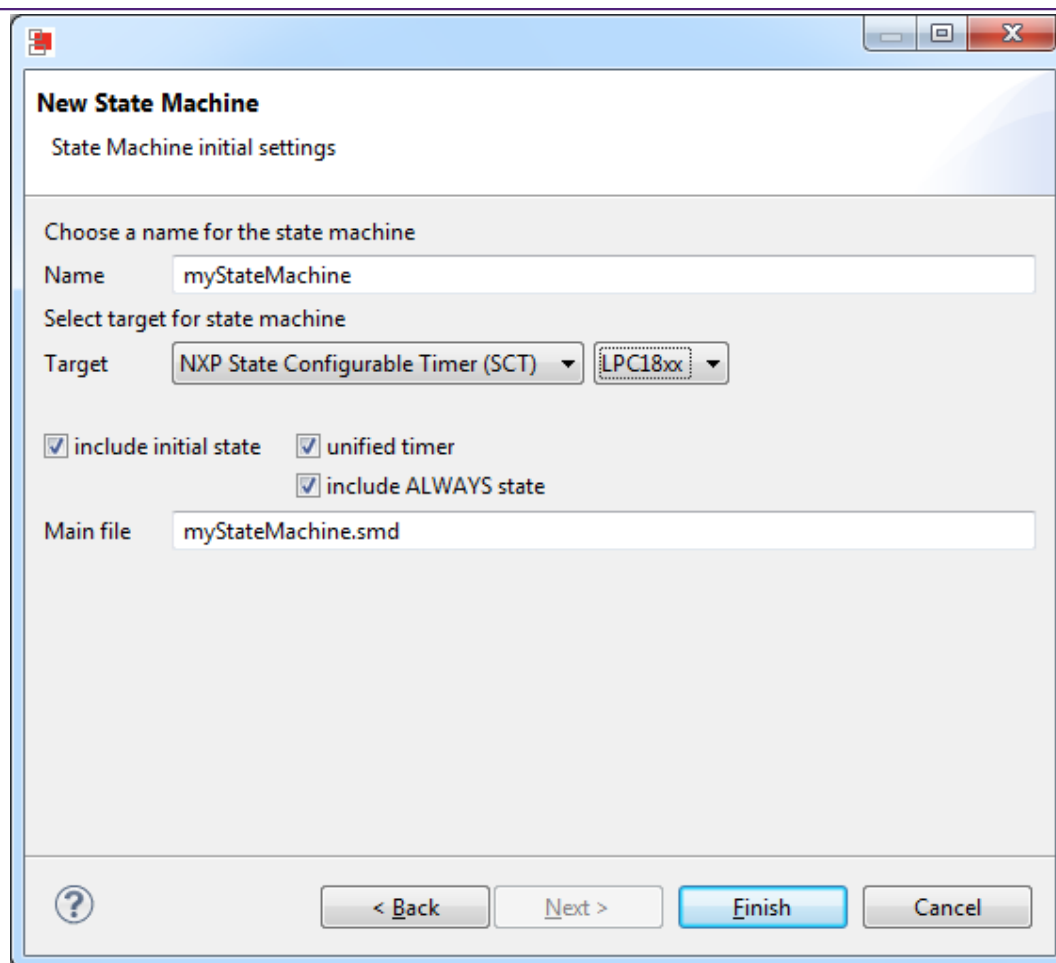 New State Machine
State Machine initial settings
Choose a name for the state machine
Name myStateMachine
Select target for state machine
Target NXP State Configurable Timer (SCT) LPC18xx
include initial state unified timer
include ALWAYS state
Main file myStateMachine.smd
? < Back Next > Finish Cancel